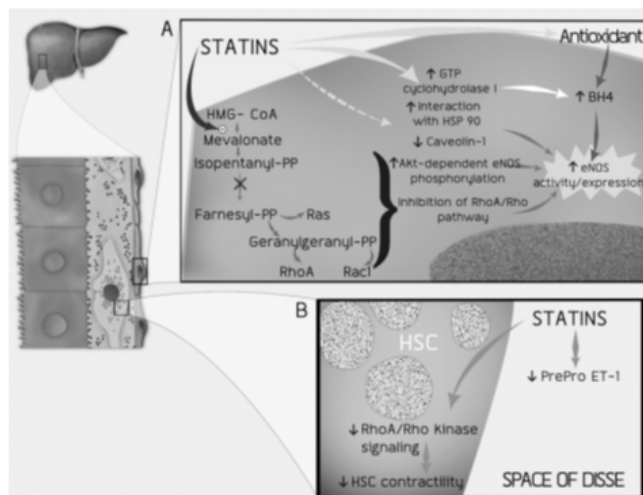 A
STATINS
Antioxidant
↑ GTP
cyclohydrolase I
↑ BH4
↑ Interaction
with HSP 90
HMG- CoA
Mevalonate
↓ Caveolin-1
Isopentanyl-PP
↑ AKt-dependent eNOS
phosphorylation
↑ eNOS
activity/expression
Inhibition of RhoA/Rho
pathway
Farnesyl-PP
Ras
Geranylgeranyl-PP
RhoA
Rac1
B
HSC
STATINS
↓ PrePro ET-1
↓ RhoA/Rho Kinase
signaling
↓ HSC contractility
SPACE OF DISSE